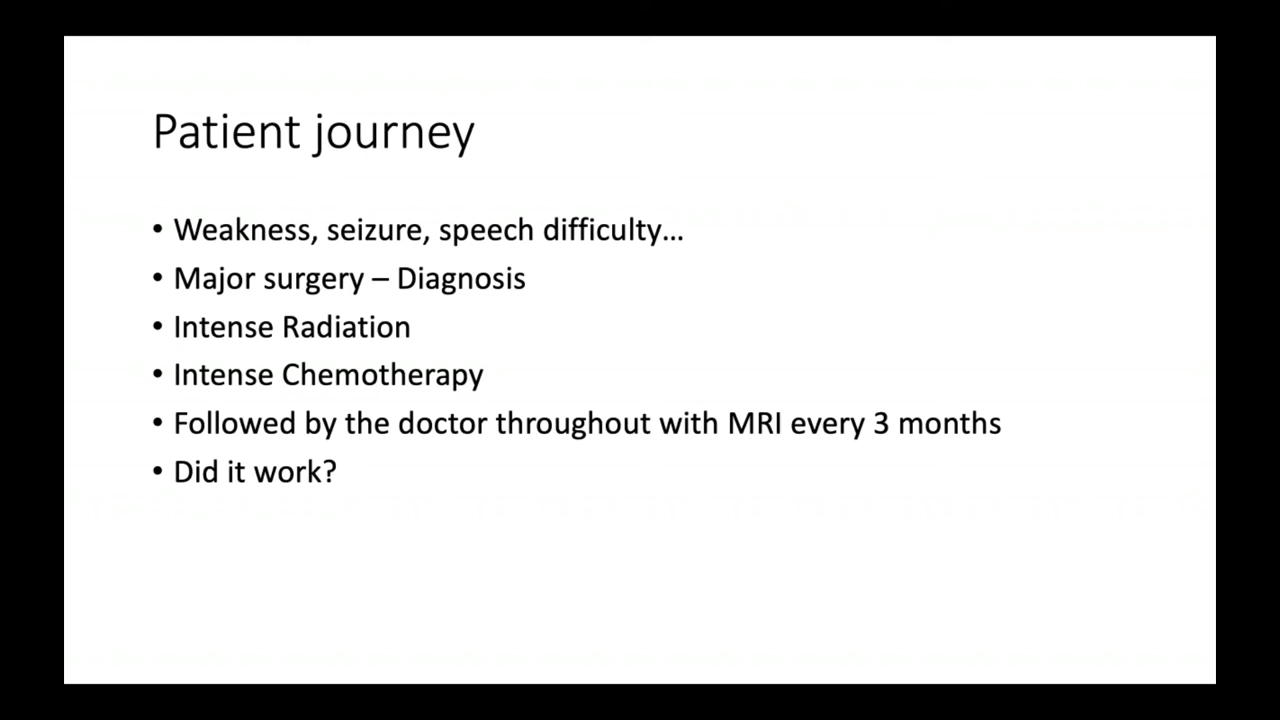 Patient journey
• Weakness, seizure, speech difficulty…
• Major surgery – Diagnosis
• Intense Radiation
• Intense Chemotherapy
• Followed by the doctor throughout with MRI every 3 months
• Did it work?